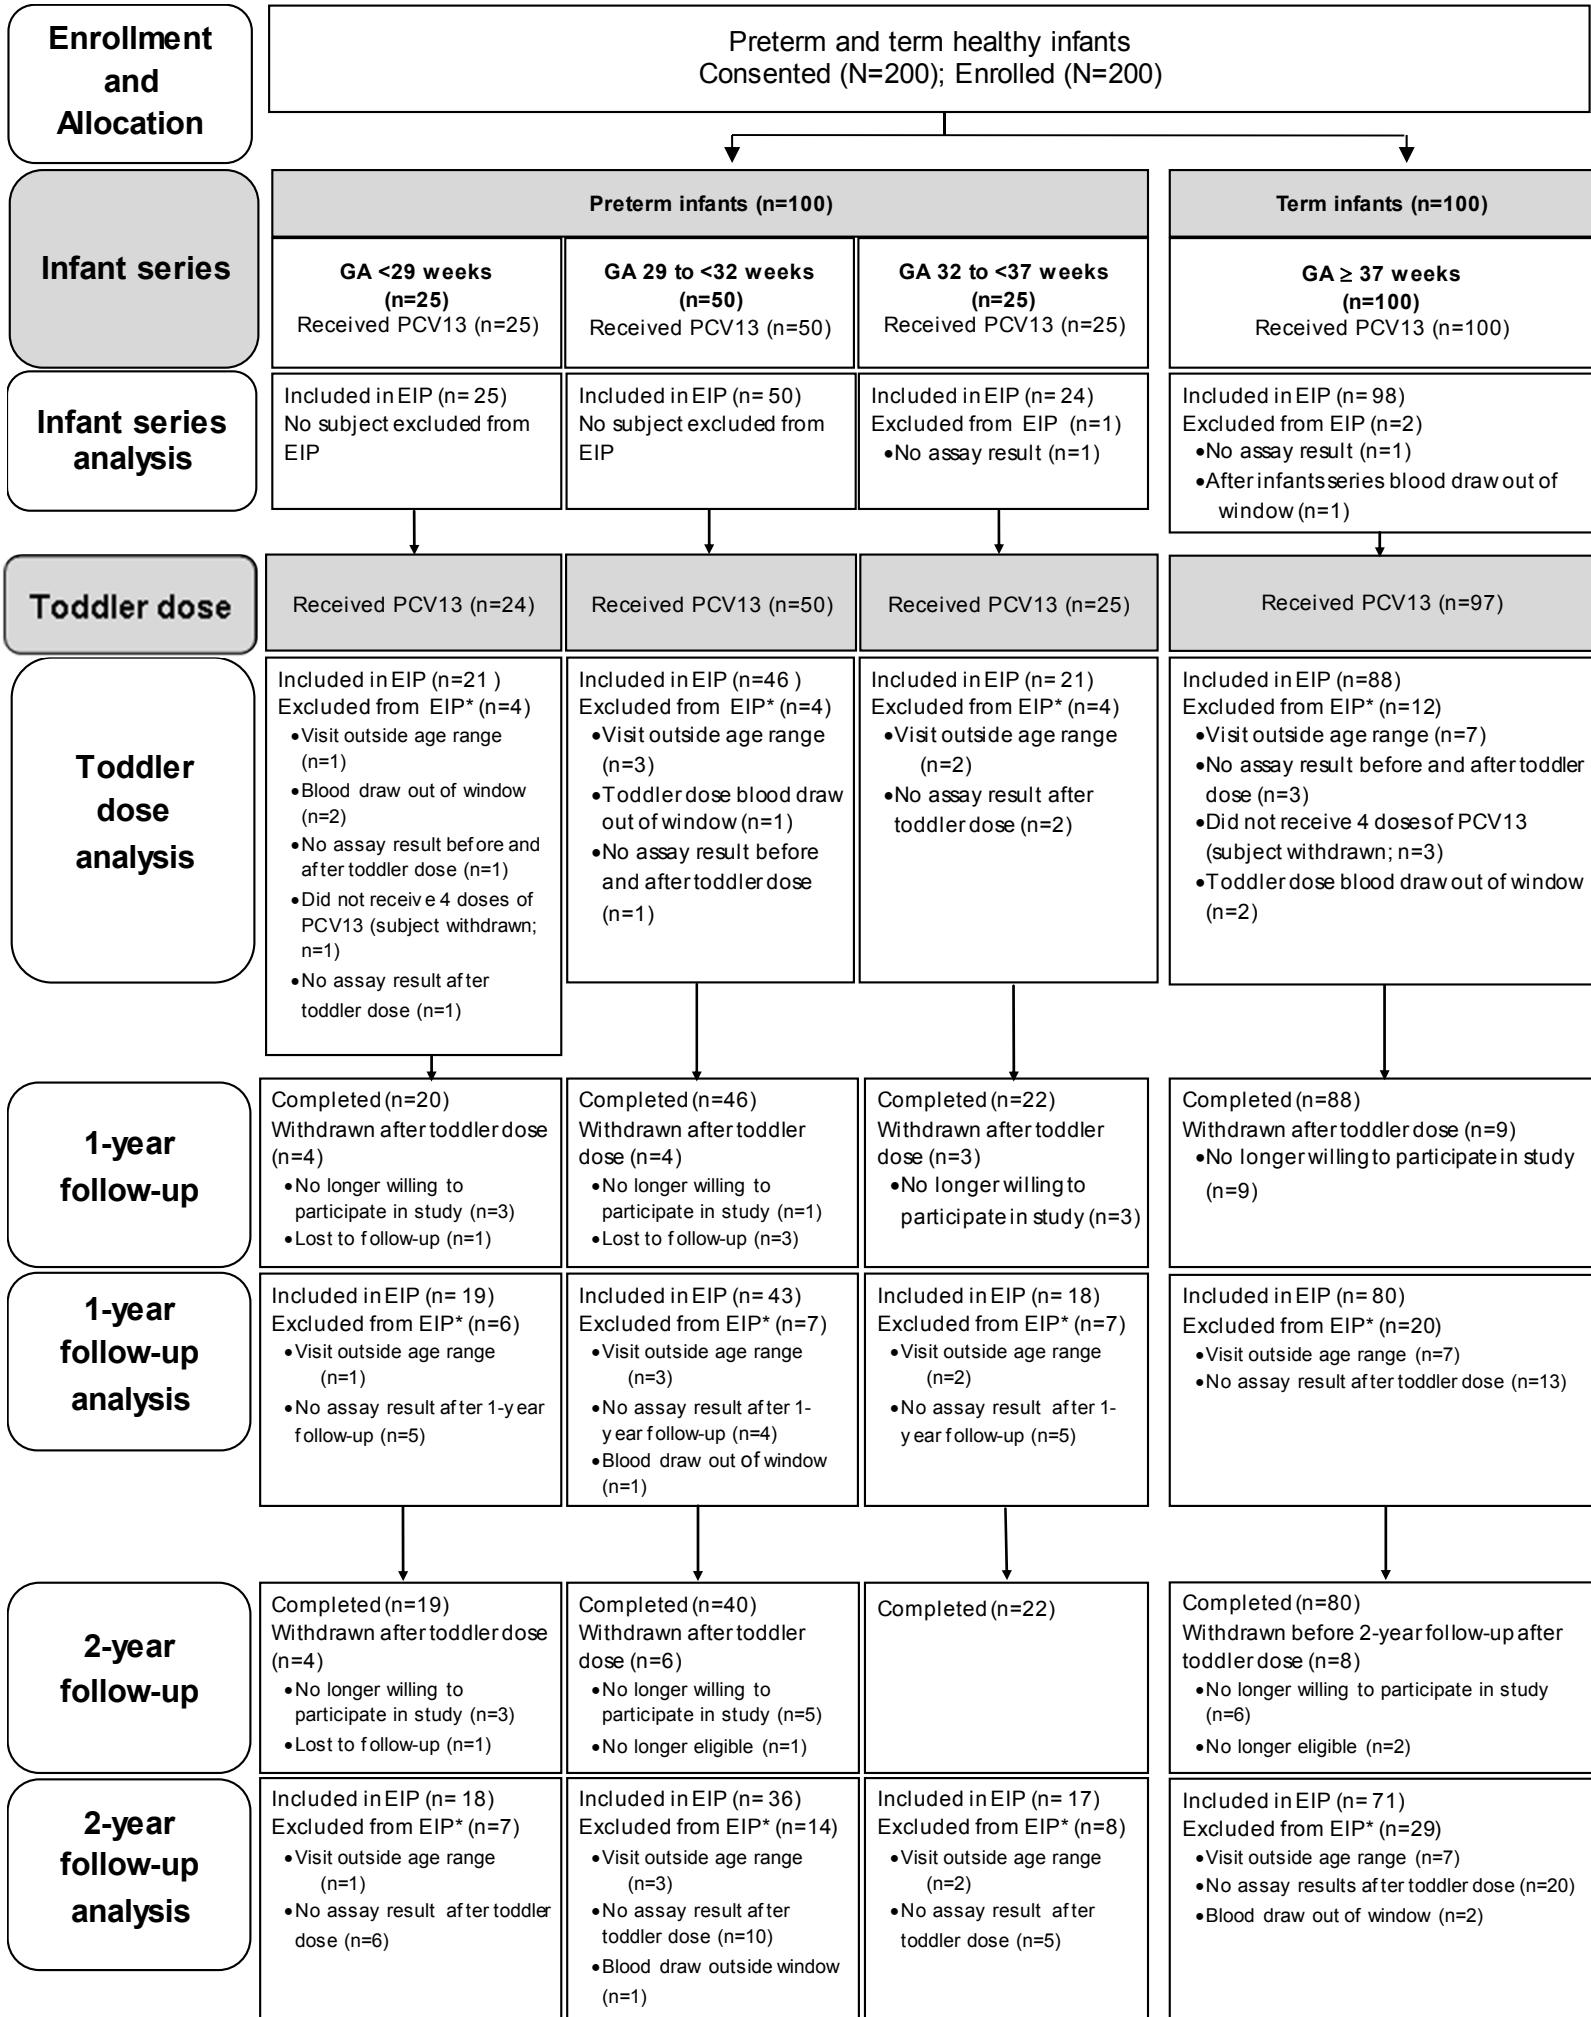 Enrollment
and
Allocation
Preterm and term healthy infants
Consented (N=200); Enrolled (N=200)
Infant series
Preterm infants (n=100)
Term infants (n=100)
GA <29 weeks
(n=25)
Received PCV13 (n=25)
GA 29 to <32 weeks
(n=50)
Received PCV13 (n=50)
GA 32 to <37 weeks
(n=25)
Received PCV13 (n=25)
GA ≥ 37 weeks
(n=100)
Received PCV13 (n=100)
Infant series
analysis
Included in EIP (n= 25)
No subject excluded from
EIP
Included in EIP (n= 50)
No subject excluded from
EIP
Included in EIP (n= 24)
Excluded from EIP (n=1)
•No assay result (n=1)
Included in EIP (n= 98)
Excluded from EIP (n=2)
•No assay result (n=1)
•After infants series blood draw out of
window (n=1)
Toddler dose
Received PCV13 (n=24)
Received PCV13 (n=50)
Received PCV13 (n=25)
Received PCV13 (n=97)
Toddler
dose
analysis
Included in EIP (n=21 )
Excluded from EIP* (n=4)
•Visit outside age range
(n=1)
•Blood draw out of window
(n=2)
•No assay result before and
after toddler dose (n=1)
•Did not receive 4 doses of
PCV13 (subject withdrawn;
n=1)
•No assay result after
toddler dose (n=1)
Included in EIP (n=46 )
Excluded from EIP* (n=4)
•Visit outside age range
(n=3)
•Toddler dose blood draw
out of window (n=1)
•No assay result before
and after toddler dose
(n=1)
Included in EIP (n= 21)
Excluded from EIP* (n=4)
•Visit outside age range
(n=2)
•No assay result after
toddler dose (n=2)
Included in EIP (n=88)
Excluded from EIP* (n=12)
•Visit outside age range (n=7)
•No assay result before and after toddler
dose (n=3)
•Did not receive 4 doses of PCV13
(subject withdrawn; n=3)
•Toddler dose blood draw out of window
(n=2)
1-year
follow-up
Completed (n=20)
Withdrawn after toddler dose
(n=4)
•No longer willing to
participate in study (n=3)
•Lost to follow-up (n=1)
Completed (n=46)
Withdrawn after toddler
dose (n=4)
•No longer willing to
participate in study (n=1)
•Lost to follow-up (n=3)
Completed (n=22)
Withdrawn after toddler
dose (n=3)
•No longer willing to
participate in study (n=3)
Completed (n=88)
Withdrawn after toddler dose (n=9)
•No longer willing to participate in study
(n=9)
1-year
follow-up
analysis
Included in EIP (n= 19)
Excluded from EIP* (n=6)
•Visit outside age range
(n=1)
•No assay result after 1-year
follow-up (n=5)
Included in EIP (n= 43)
Excluded from EIP* (n=7)
•Visit outside age range
(n=3)
•No assay result after 1-
year follow-up (n=4)
•Blood draw out of window
(n=1)
Included in EIP (n= 18)
Excluded from EIP* (n=7)
•Visit outside age range
(n=2)
•No assay result after 1-
year follow-up (n=5)
Included in EIP (n= 80)
Excluded from EIP* (n=20)
•Visit outside age range (n=7)
•No assay result after toddler dose (n=13)
2-year
follow-up
Completed (n=19)
Withdrawn after toddler dose
(n=4)
•No longer willing to
participate in study (n=3)
•Lost to follow-up (n=1)
Completed (n=40)
Withdrawn after toddler
dose (n=6)
•No longer willing to
participate in study (n=5)
•No longer eligible (n=1)
Completed (n=22)
Completed (n=80)
Withdrawn before 2-year follow-up after
toddler dose (n=8)
•No longer willing to participate in study
(n=6)
•No longer eligible (n=2)
2-year
follow-up
analysis
Included in EIP (n= 18)
Excluded from EIP* (n=7)
•Visit outside age range
(n=1)
•No assay result after toddler
dose (n=6)
Included in EIP (n= 36)
Excluded from EIP* (n=14)
•Visit outside age range
(n=3)
•No assay result after
toddler dose (n=10)
•Blood draw outside window
(n=1)
Included in EIP (n= 17)
Excluded from EIP* (n=8)
•Visit outside age range
(n=2)
•No assay result after
toddler dose (n=5)
Included in EIP (n= 71)
Excluded from EIP* (n=29)
•Visit outside age range (n=7)
•No assay results after toddler dose (n=20)
•Blood draw out of window (n=2)